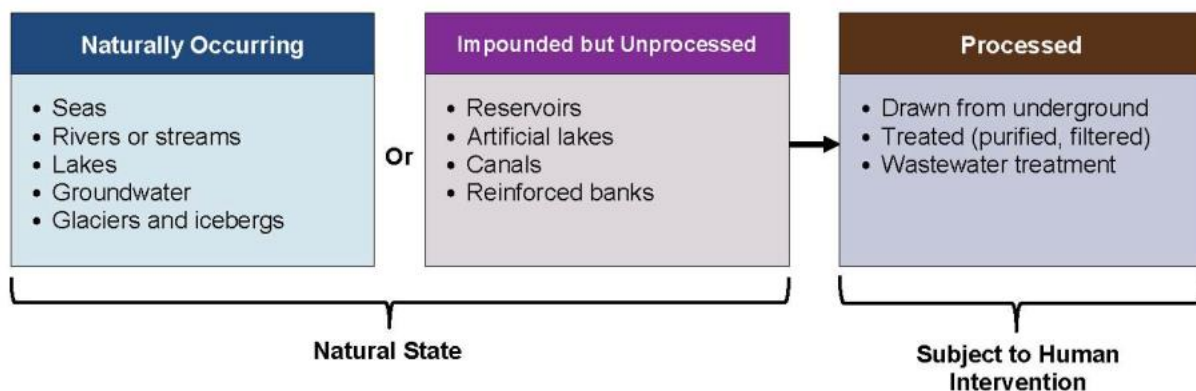 Naturally Occurring
• Seas
• Rivers or streams
• Lakes
• Groundwater
• Glaciers and icebergs
Or
Impounded but Unprocessed
• Reservoirs
• Artificial lakes
• Canals
• Reinforced banks
Processed
• Drawn from underground
• Treated (purified, filtered)
• Wastewater treatment
Natural State
Subject to Human
Intervention